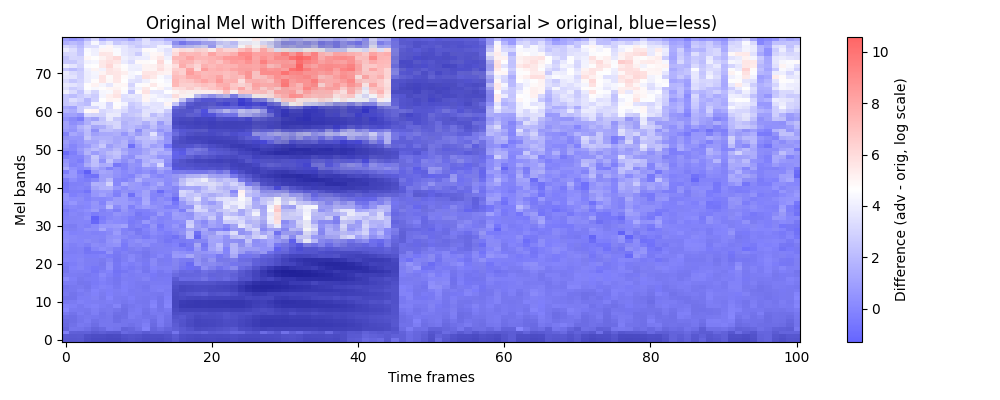 Original Mel with Differences (red=adversarial > original, blue=less)
70
60
50
40
30
20
10
0
Mel bands
0 20 40 60 80 100
Time frames
10
8
6
4
2
0
Difference (adv - orig, log scale)